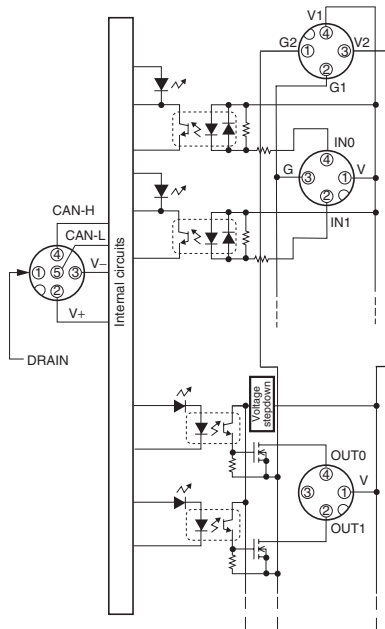 V1
④
G2 ① ③ V2
②
G1
IN0
④
G ③ ① V
②
IN1
CAN-H
CAN-L
④
① ⑤ ③ V−
②
V+
DRAIN
Internal circuits
Voltage
stepdown
OUT0
④
③ ① V
②
OUT1